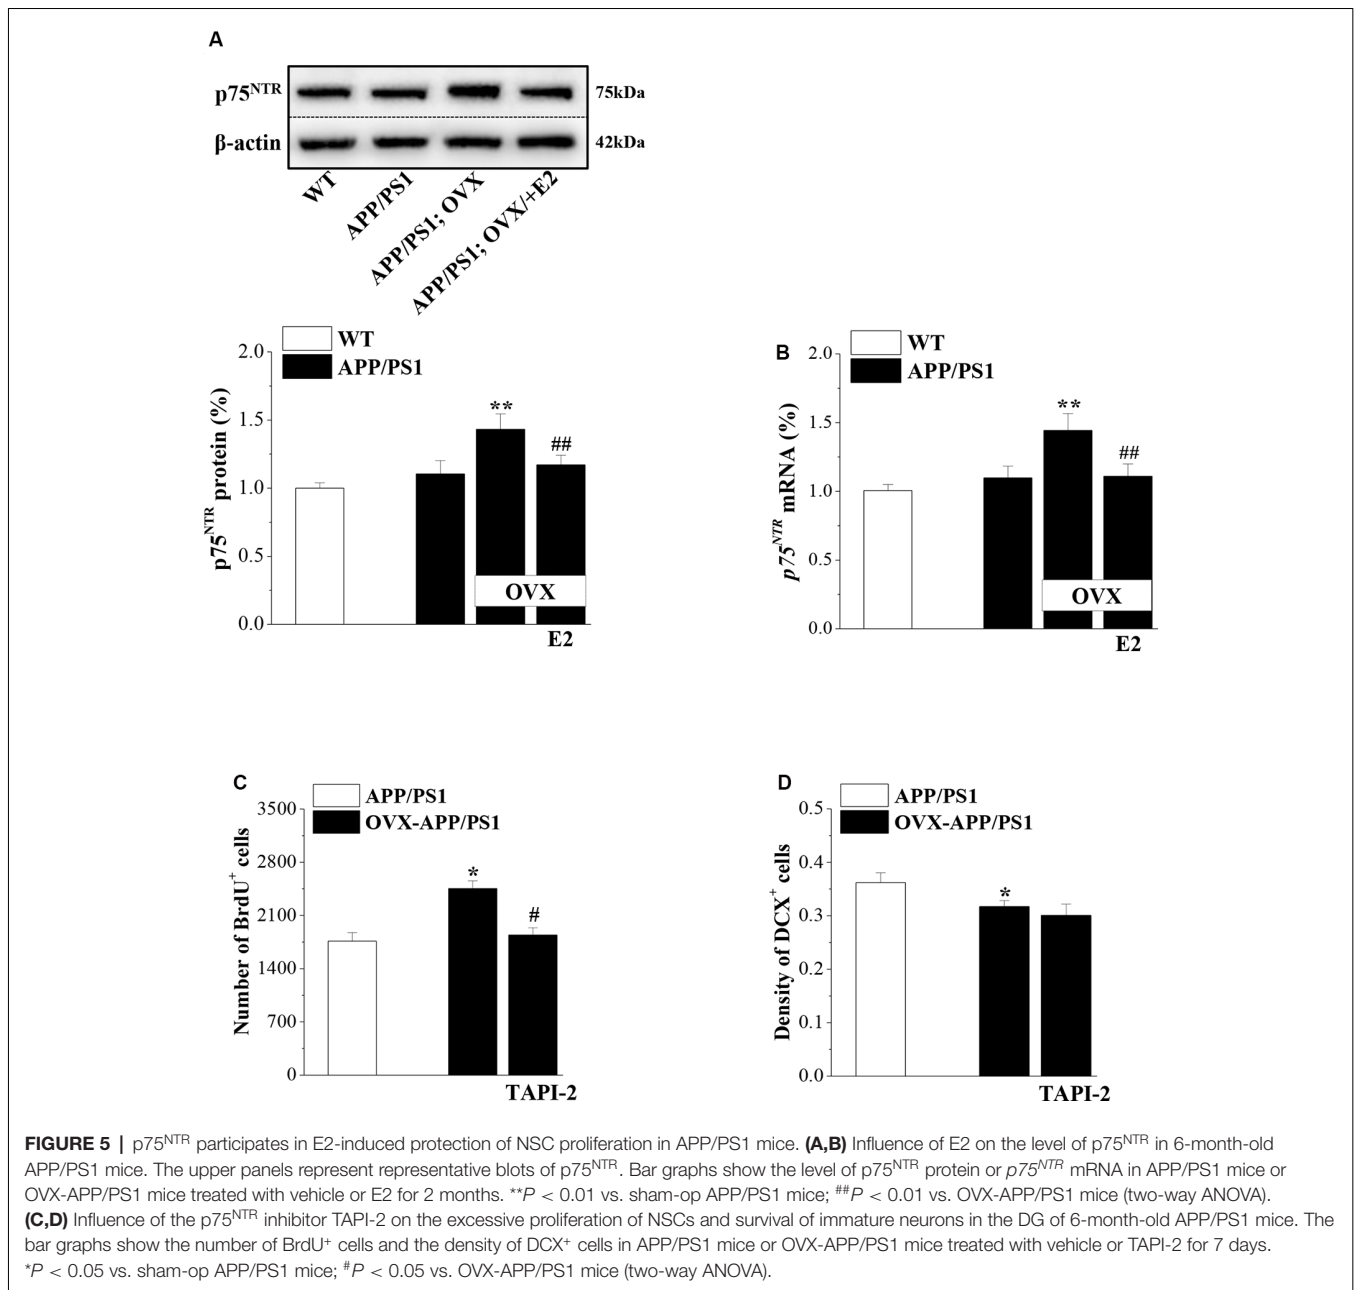 A
p75NTR
75kDa
β-actin
42kDa
WT
APP/PS1
APP/PS1; OVX
APP/PS1; OVX/+E2
WT
APP/PS1
p75NTR protein (%)
2.0
1.5
1.0
0.5
0.0
**
##
OVX
E2
B
WT
APP/PS1
p75NTR mRNA (%)
2.0
1.5
1.0
0.5
0.0
**
##
OVX
E2
C
APP/PS1
OVX-APP/PS1
Number of BrdU+ cells
3500
2800
2100
1400
700
0
*
#
TAPI-2
D
APP/PS1
OVX-APP/PS1
Density of DCX+ cells
0.5
0.4
0.3
0.2
0.1
0.0
*
TAPI-2
FIGURE 5 | p75NTR participates in E2-induced protection of NSC proliferation in APP/PS1 mice. (A,B) Influence of E2 on the level of p75NTR in 6-month-old
APP/PS1 mice. The upper panels represent representative blots of p75NTR. Bar graphs show the level of p75NTR protein or p75NTR mRNA in APP/PS1 mice or
OVX-APP/PS1 mice treated with vehicle or E2 for 2 months. **P < 0.01 vs. sham-op APP/PS1 mice; ##P < 0.01 vs. OVX-APP/PS1 mice (two-way ANOVA).
(C,D) Influence of the p75NTR inhibitor TAPI-2 on the excessive proliferation of NSCs and survival of immature neurons in the DG of 6-month-old APP/PS1 mice. The
bar graphs show the number of BrdU+ cells and the density of DCX+ cells in APP/PS1 mice or OVX-APP/PS1 mice treated with vehicle or TAPI-2 for 7 days.
*P < 0.05 vs. sham-op APP/PS1 mice; #P < 0.05 vs. OVX-APP/PS1 mice (two-way ANOVA).